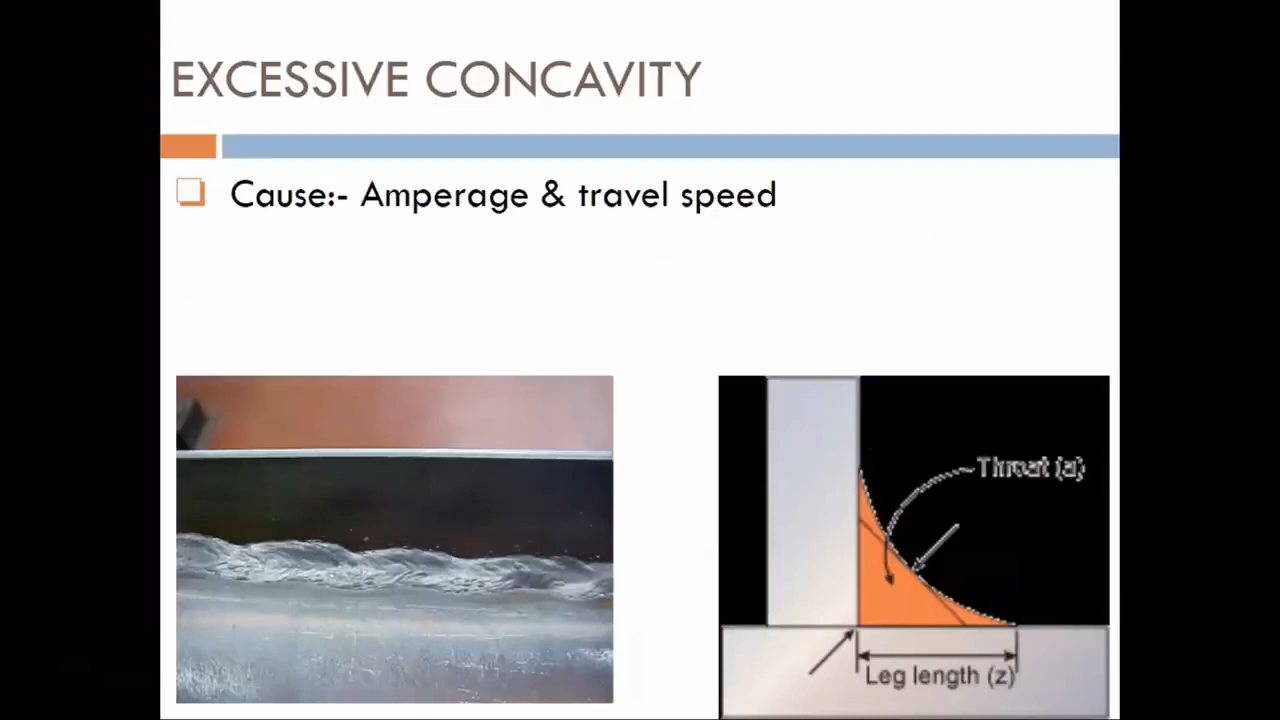 EXCESSIVE CONCAVITY
Cause:- Amperage & travel speed
Throat (a)
Leg length (z)